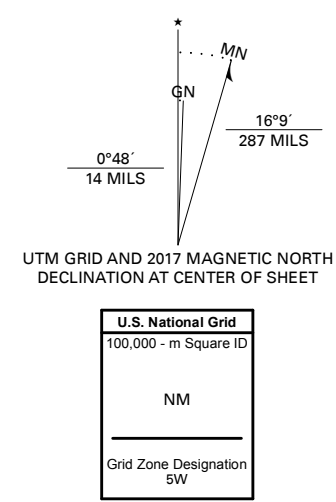 ★
MN
GN
16°9´
287 MILS
0°48´
14 MILS
UTM GRID AND 2017 MAGNETIC NORTH
DECLINATION AT CENTER OF SHEET
U.S. National Grid
100,000 - m Square ID
NM
Grid Zone Designation
5W